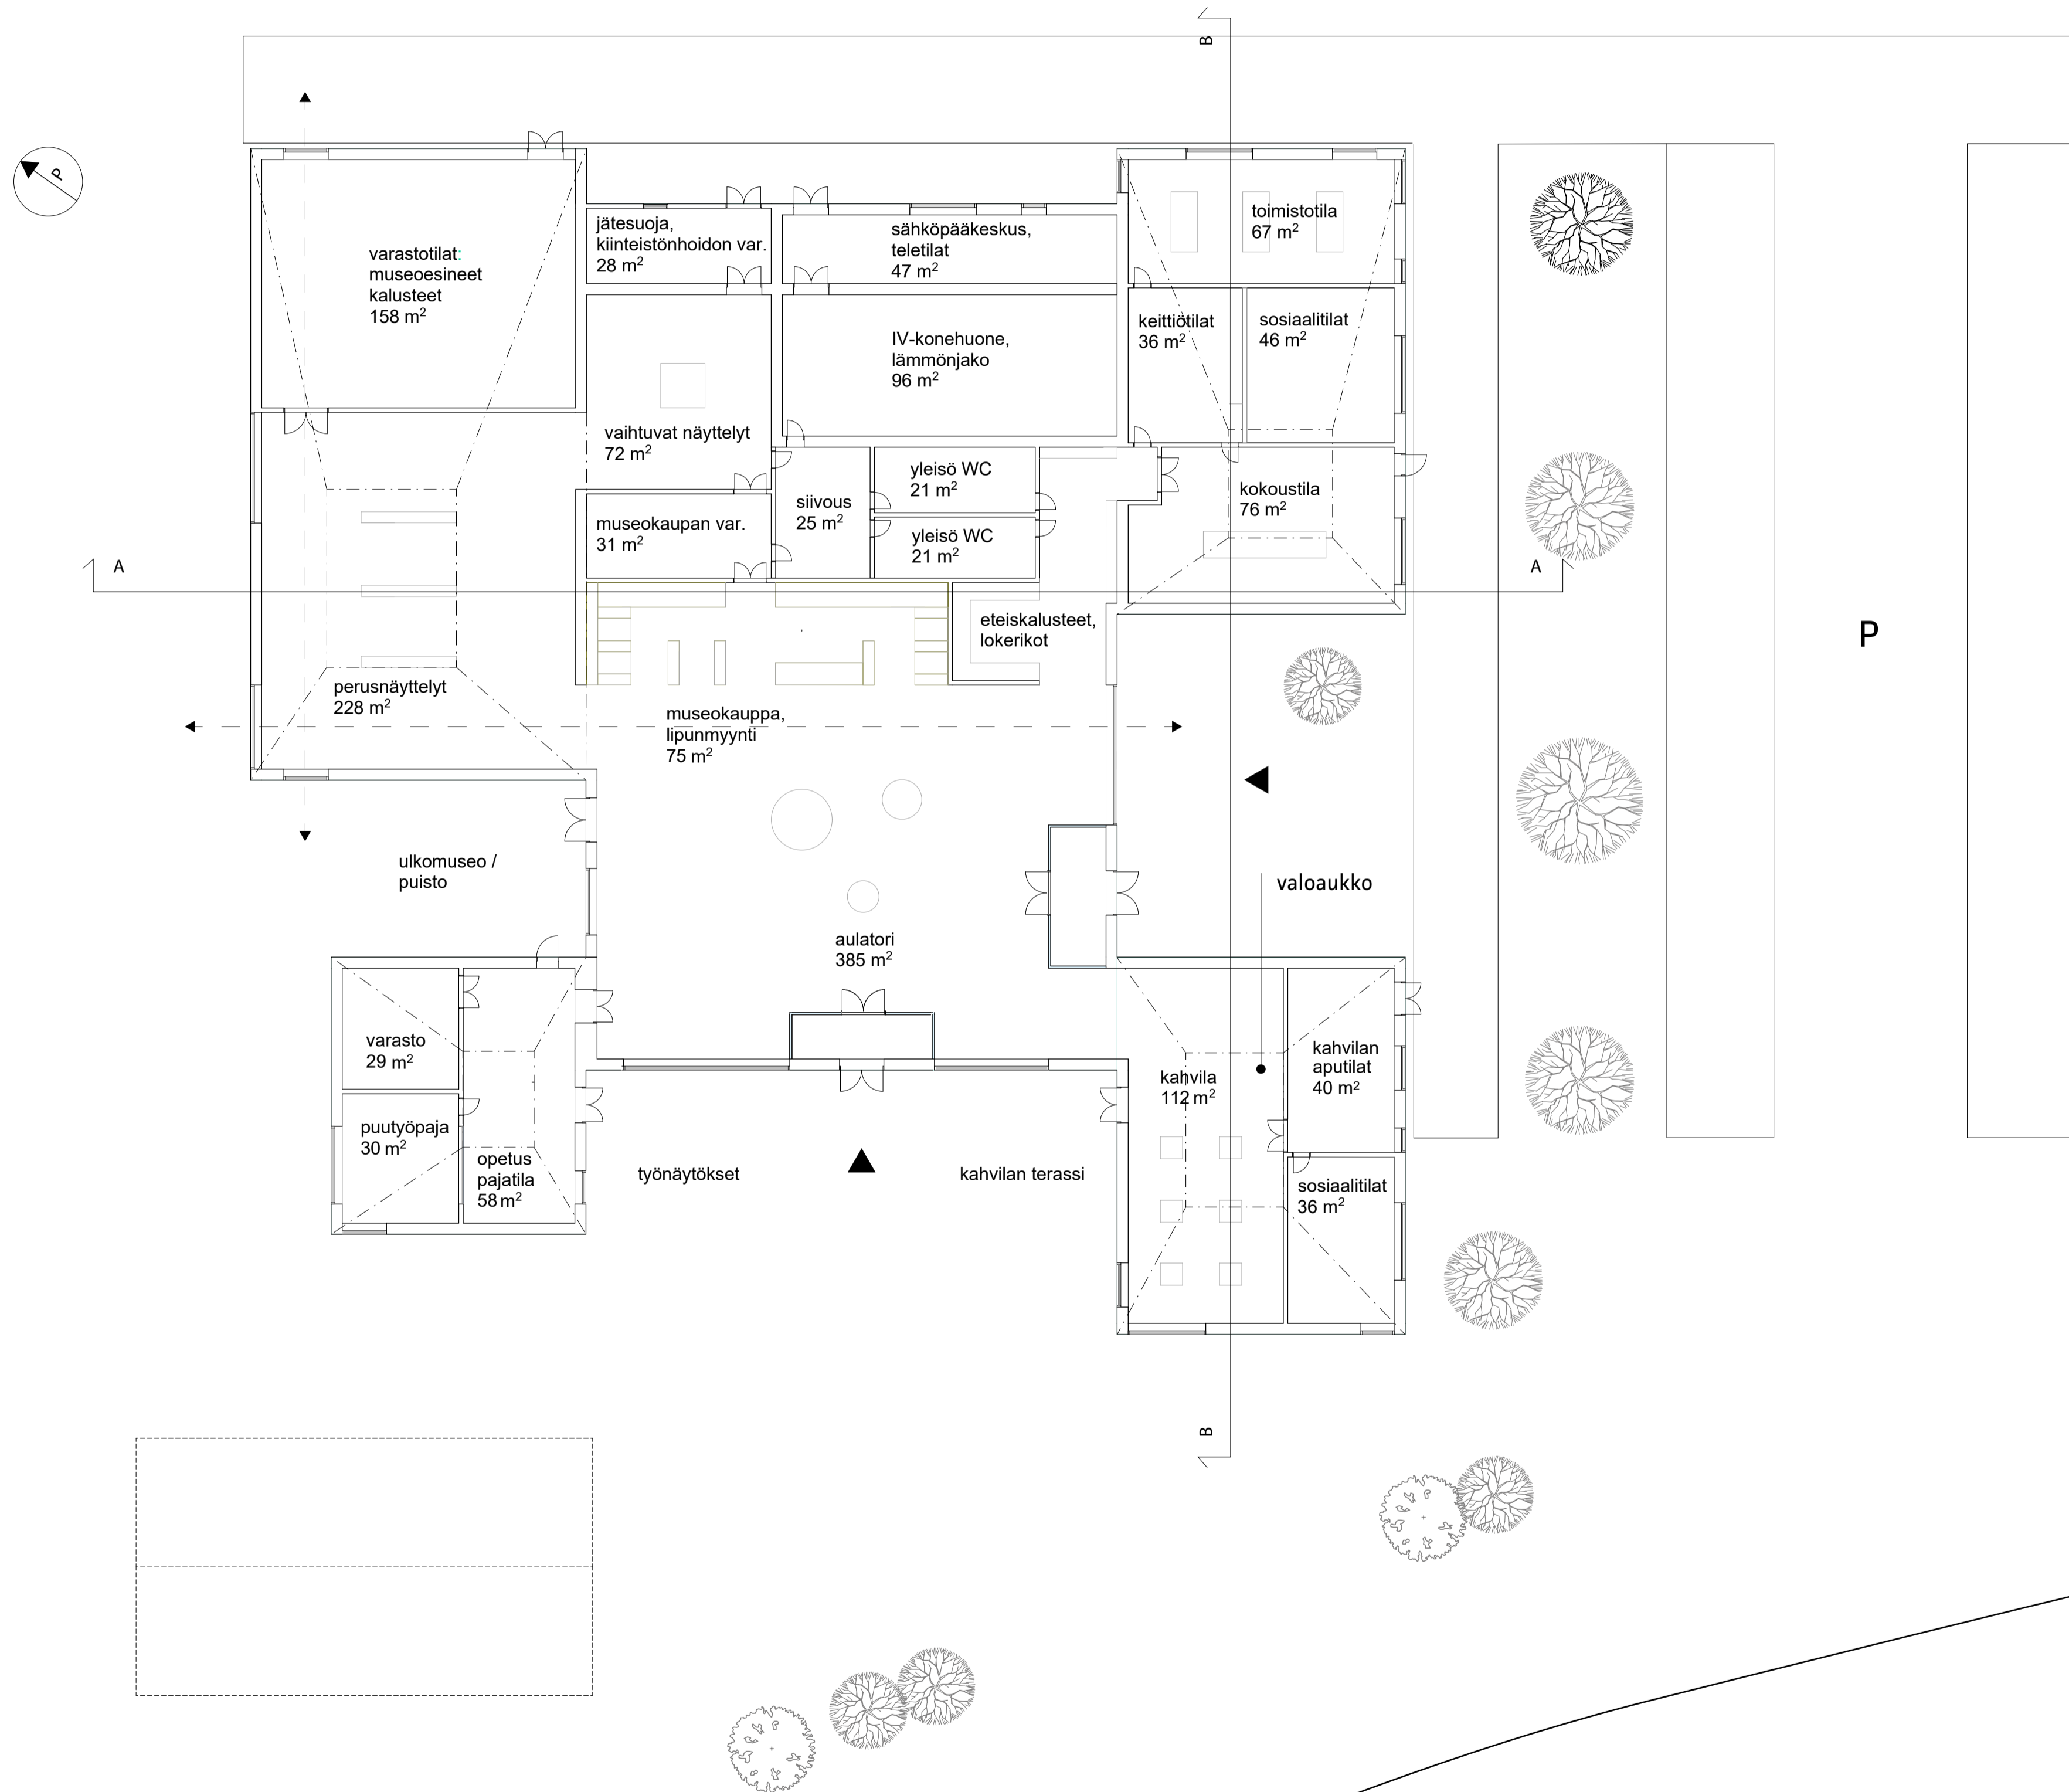 B
P
varastotilat:
museoesineet
kalusteet
158 m²
jätesuoja,
kiinteistönhoidon var.
28 m²
sähköpääkeskus,
teletilat
47 m²
toimistotila
67 m²
keittiötilat
36 m²
sosiaalitilat
46 m²
IV-konehuone,
lämmönjako
96 m²
vaihtuvat näyttelyt
72 m²
yleisö WC
21 m²
siivous
25 m²
yleisö WC
21 m²
kokoustila
76 m²
museokaupan var.
31 m²
A
A
eteiskalusteet,
lokerikot
P
perusnäyttelyt
228 m²
museokauppa,
lipunmyynti
75 m²
ulkomuseo /
puisto
valoaukko
aulatori
385 m²
varasto
29 m²
kahvila
112 m²
kahvilan
aputilat
40 m²
puutyöpaja
30 m²
opetus
pajatila
58 m²
työnäytökset
kahvilan terassi
sosiaalitilat
36 m²
B